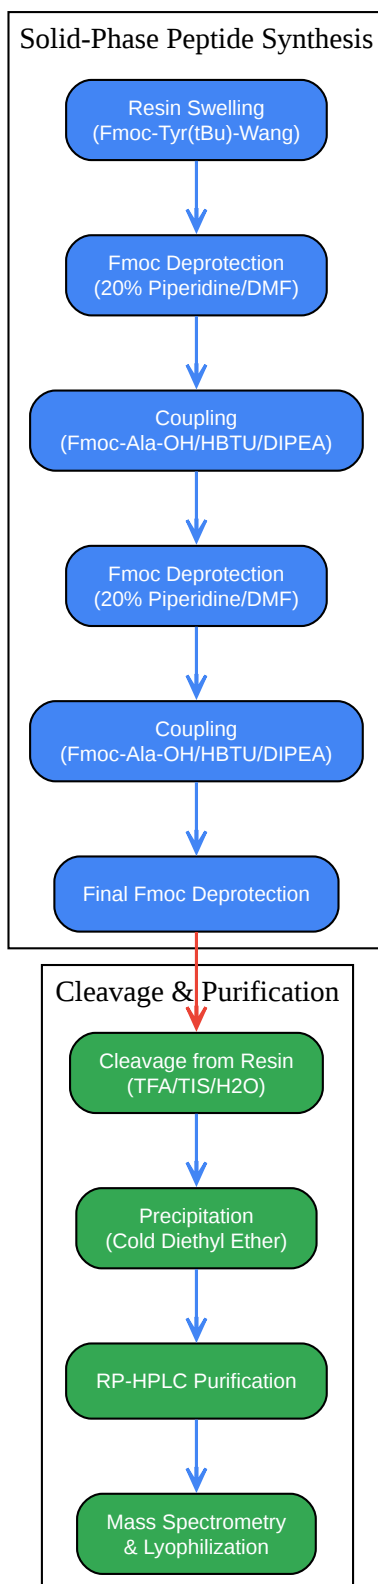 Solid-Phase Peptide Synthesis
Resin Swelling
(Fmoc-Tyr(tBu)-Wang)
Fmoc Deprotection
(20% Piperidine/DMF)
Coupling
(Fmoc-Ala-OH/HBTU/DIPEA)
Fmoc Deprotection
(20% Piperidine/DMF)
Coupling
(Fmoc-Ala-OH/HBTU/DIPEA)
Final Fmoc Deprotection
Cleavage & Purification
Cleavage from Resin
(TFA/TIS/H2O)
Precipitation
(Cold Diethyl Ether)
RP-HPLC Purification
Mass Spectrometry
& Lyophilization